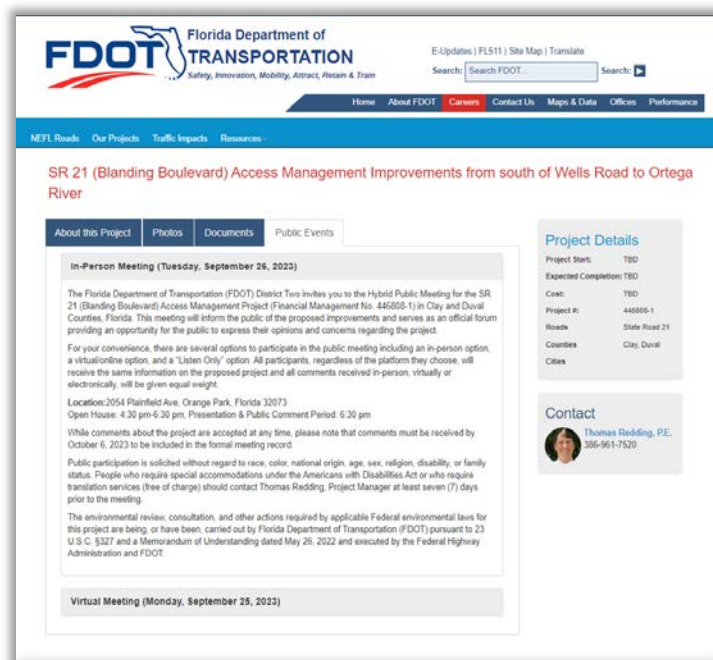 FDOT
Florida Department of
TRANSPORTATION
Safety, Innovation, Mobility, Attract, Retain & Train
E-Updates | FL511 | Site Map | Translate
Search: Search FDOT... Search:
Home About FDOT Careers Contact Us Maps & Data Offices Performance
NEFL Roads Our Projects Traffic Impacts Resources
SR 21 (Blanding Boulevard) Access Management Improvements from south of Wells Road to Ortega
River
About this Project Photos Documents Public Events
In-Person Meeting (Tuesday, September 26, 2023)
The Florida Department of Transportation (FDOT) District Two invites you to the Hybrid Public Meeting for the SR
21 (Blanding Boulevard) Access Management Project (Financial Management No. 446808-1) in Clay and Duval
Counties, Florida. This meeting will inform the public of the proposed improvements and serves as an official forum
providing an opportunity for the public to express their opinions and concerns regarding the project.
For your convenience, there are several options to participate in the public meeting including an in-person option,
a virtual/online option, and a "Listen Only" option. All participants, regardless of the platform they choose, will
receive the same information on the proposed project and all comments received in-person, virtually or
electronically, will be given equal weight.
Location:2054 Plainfield Ave, Orange Park, Florida 32073
Open House: 4:30 pm-6:30 pm, Presentation & Public Comment Period: 6:30 pm
While comments about the project are accepted at any time, please note that comments must be received by
October 6, 2023 to be included in the formal meeting record.
Public participation is solicited without regard to race, color, national origin, age, sex, religion, disability, or family
status. People who require special accommodations under the Americans with Disabilities Act or who require
translation services (free of charge) should contact Thomas Redding, Project Manager at least seven (7) days
prior to the meeting.
The environmental review, consultation, and other actions required by applicable Federal environmental laws for
this project are being, or have been, carried out by Florida Department of Transportation (FDOT) pursuant to 23
U.S.C. §327 and a Memorandum of Understanding dated May 26, 2022 and executed by the Federal Highway
Administration and FDOT.
Virtual Meeting (Monday, September 25, 2023)
Project Details
Project Start: TBD
Expected Completion: TBD
Cost: TBD
Project #: 446808-1
Roads State Road 21
Counties Clay, Duval
Cities
Contact
Thomas Redding, P.E.
386-961-7520